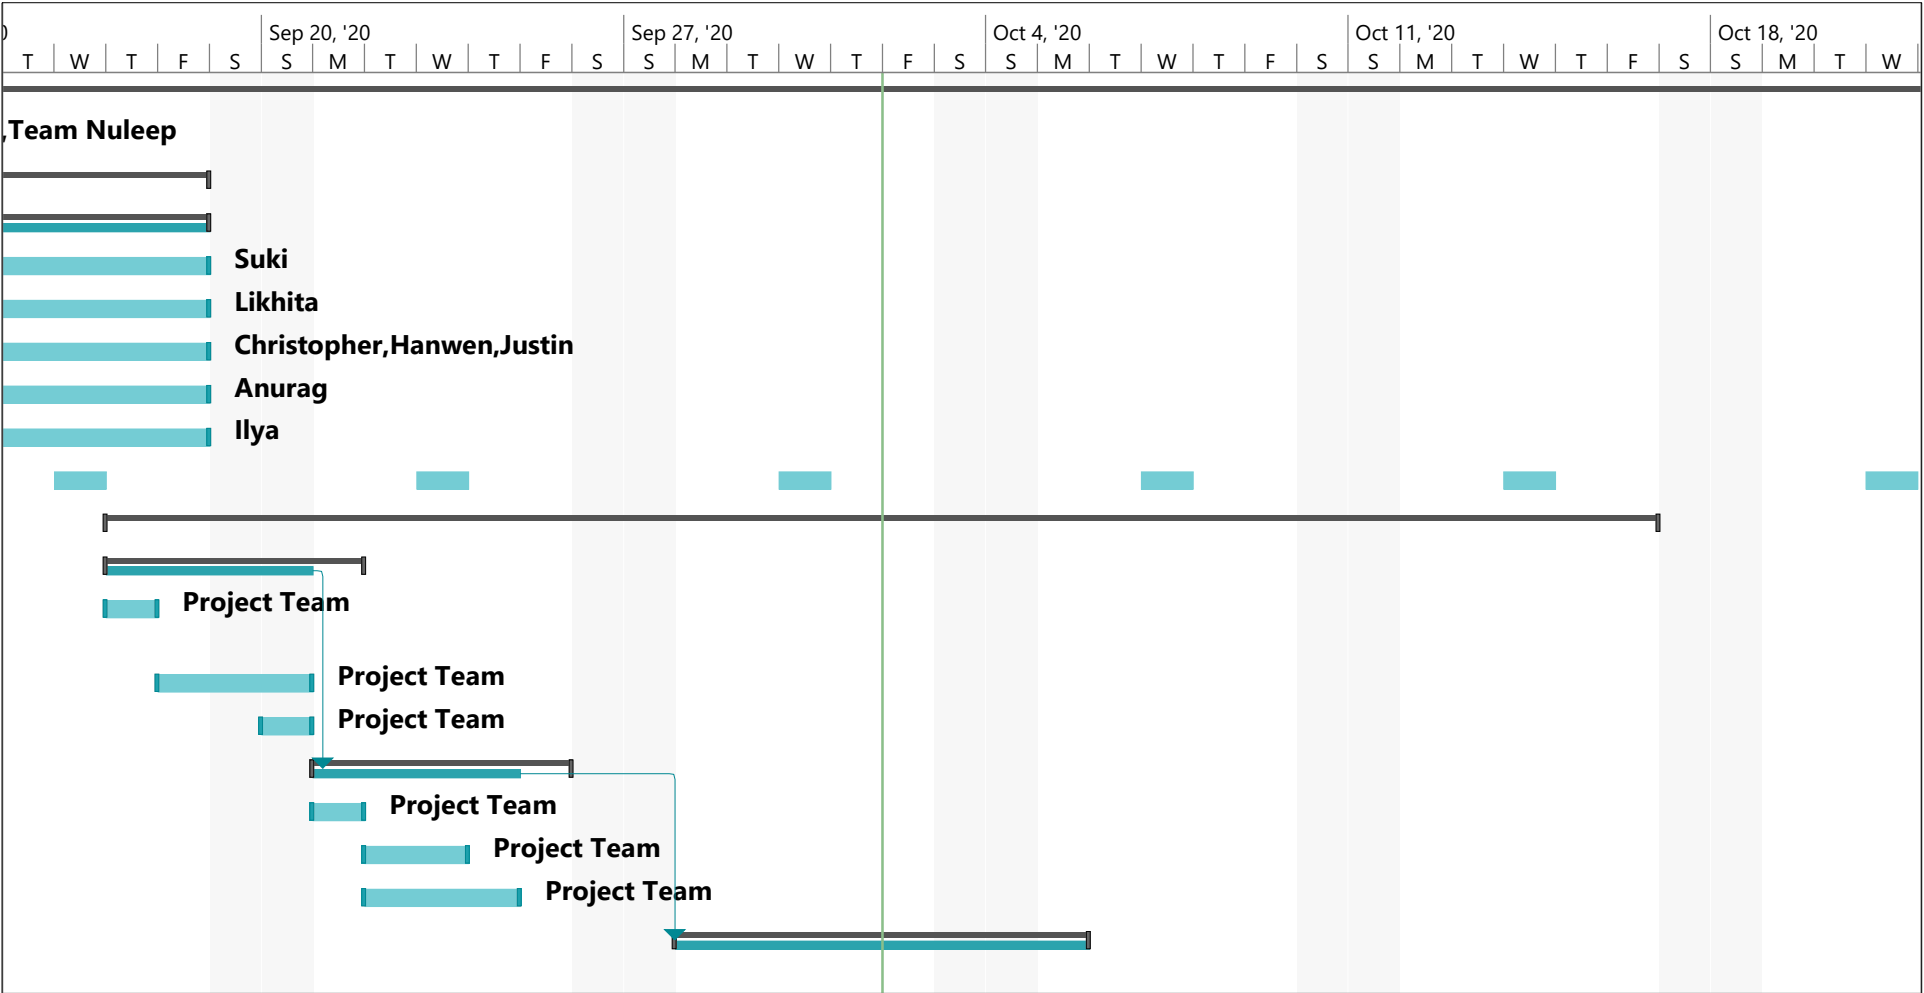 Sep 20, '20 Sep 27, '20 Oct 4, '20 Oct 11, '20 Oct 18, '20
T W T F S S M T W T F S S M T W T F S S M T W T F S S M T W T F S S M T W
,Team Nuleep
Suki
Likhita
Christopher,Hanwen,Justin
Anurag
Ilya
Project Team
Project Team
Project Team
Project Team
Project Team
Project Team